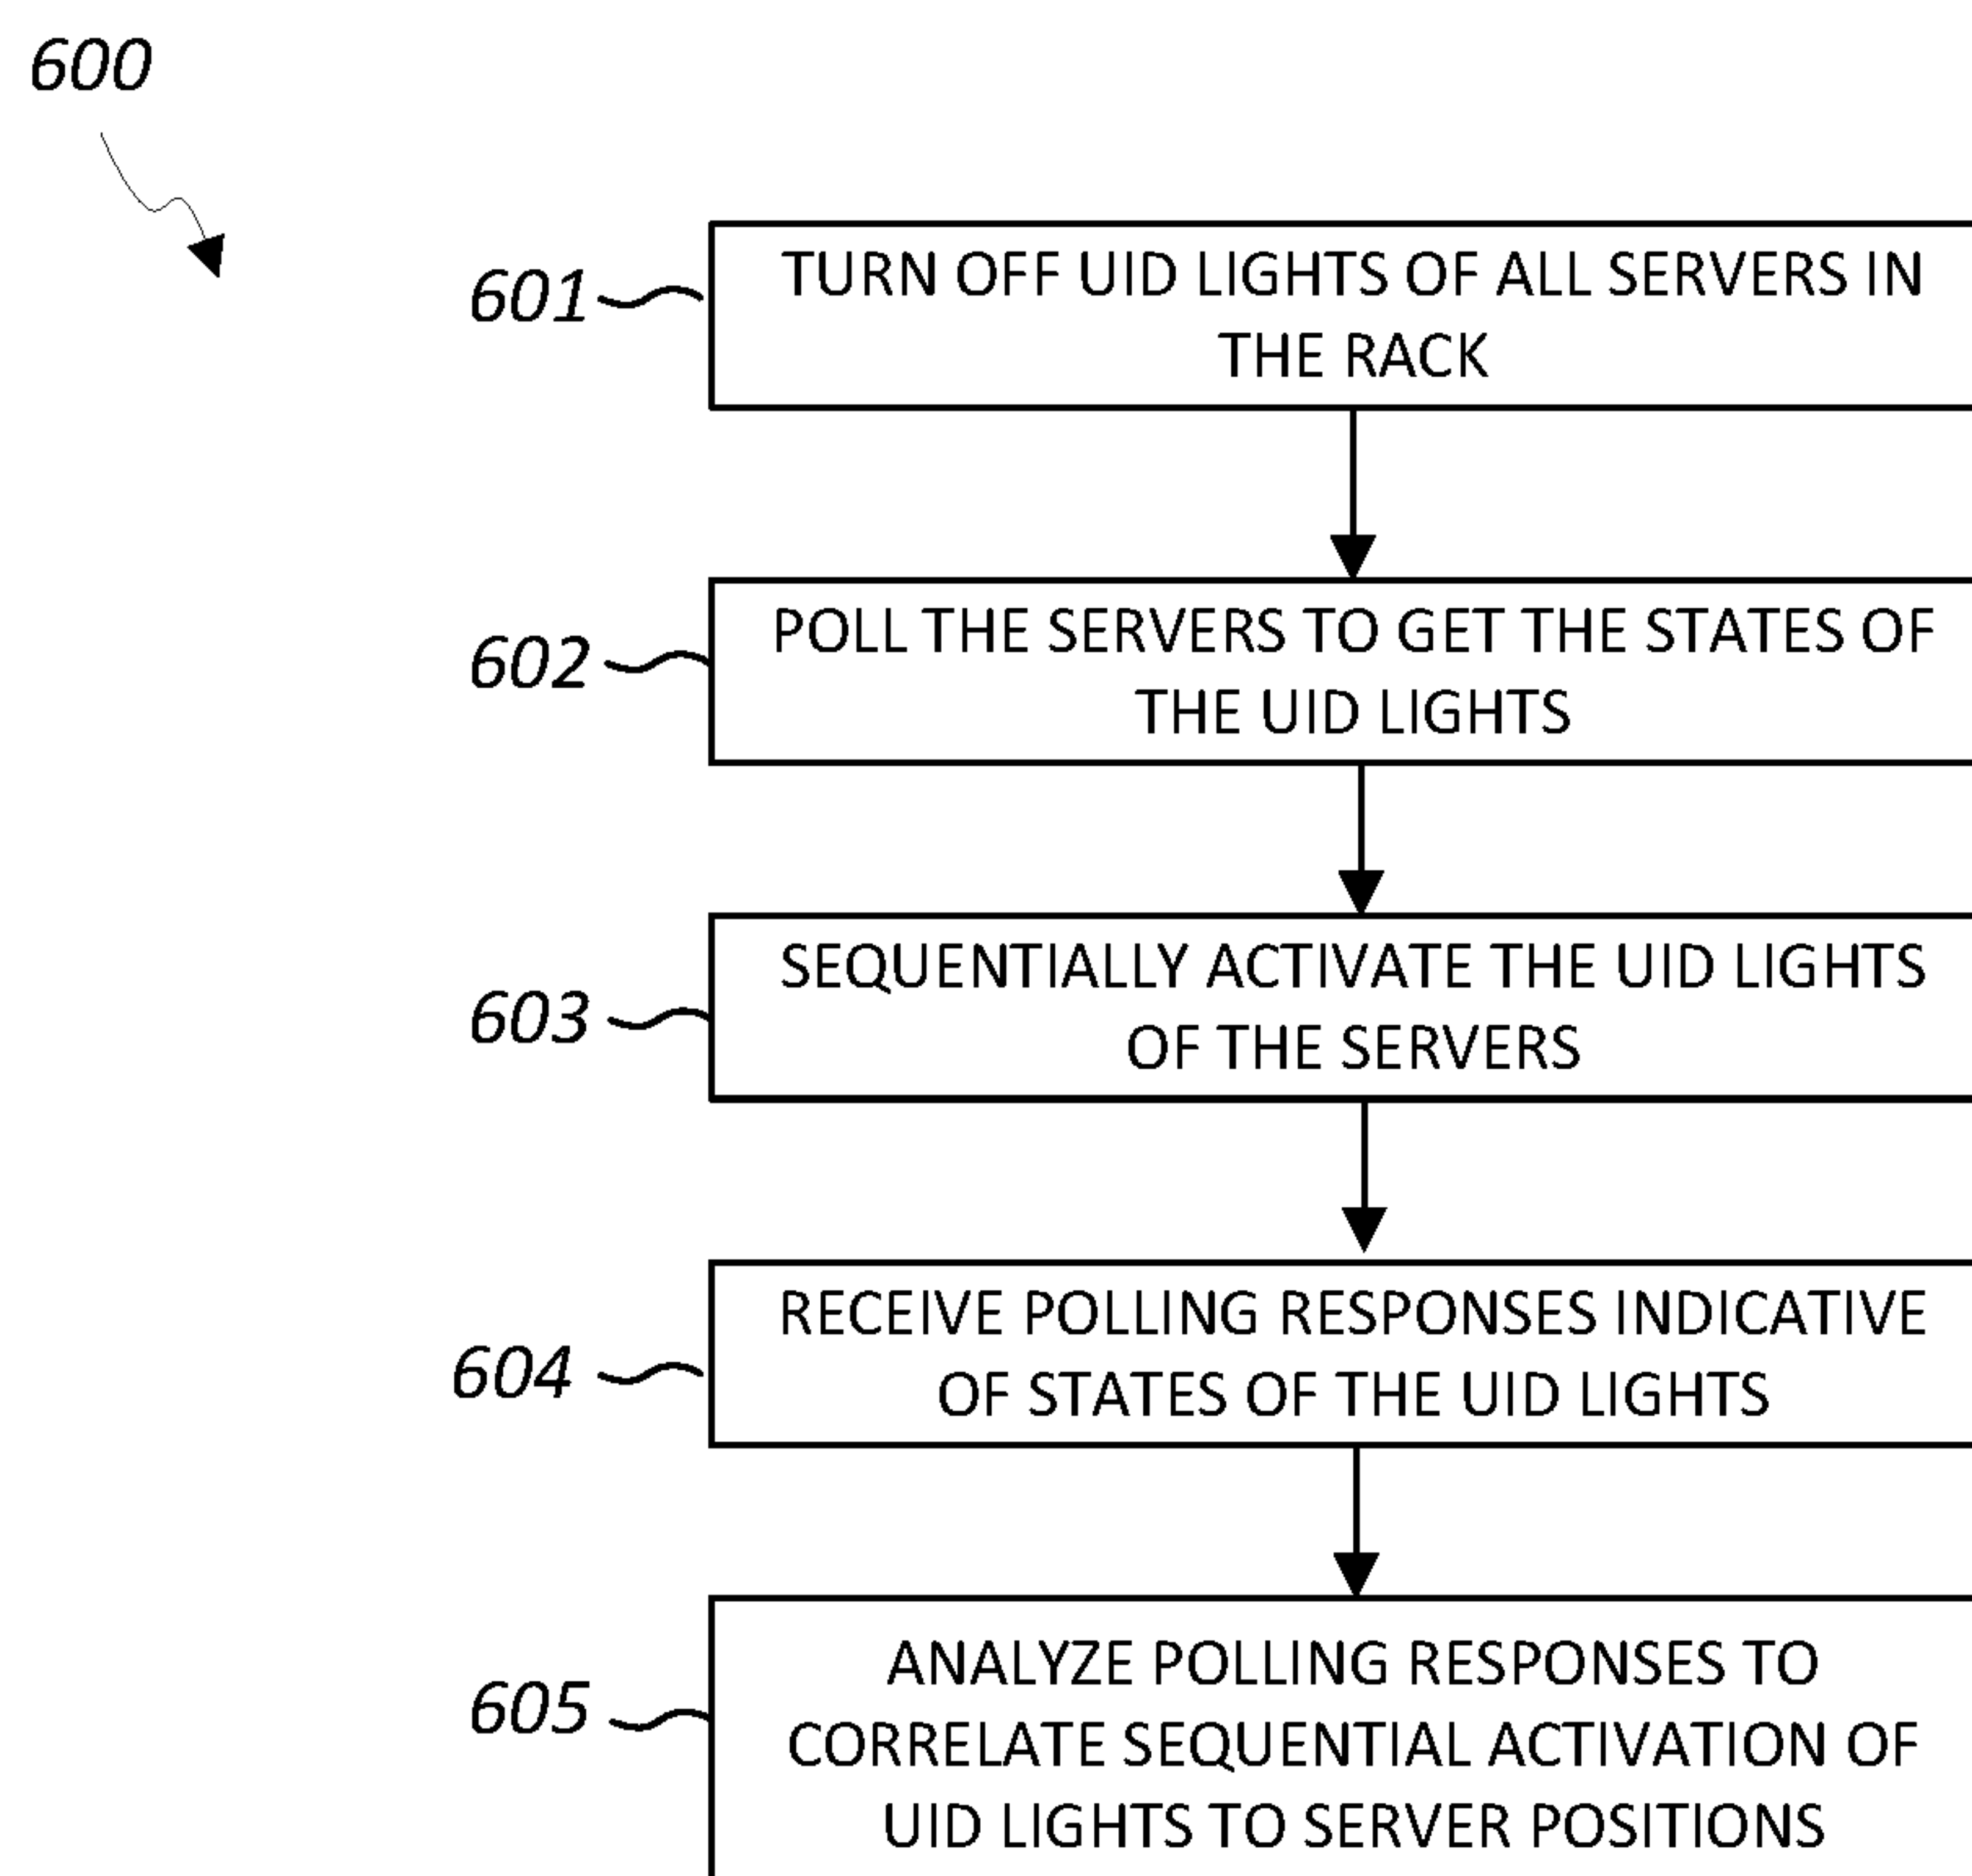 600
601
TURN OFF UID LIGHTS OF ALL SERVERS IN
THE RACK
602
POLL THE SERVERS TO GET THE STATES OF
THE UID LIGHTS
603
SEQUENTIALLY ACTIVATE THE UID LIGHTS
OF THE SERVERS
604
RECEIVE POLLING RESPONSES INDICATIVE
OF STATES OF THE UID LIGHTS
605
ANALYZE POLLING RESPONSES TO
CORRELATE SEQUENTIAL ACTIVATION OF
UID LIGHTS TO SERVER POSITIONS